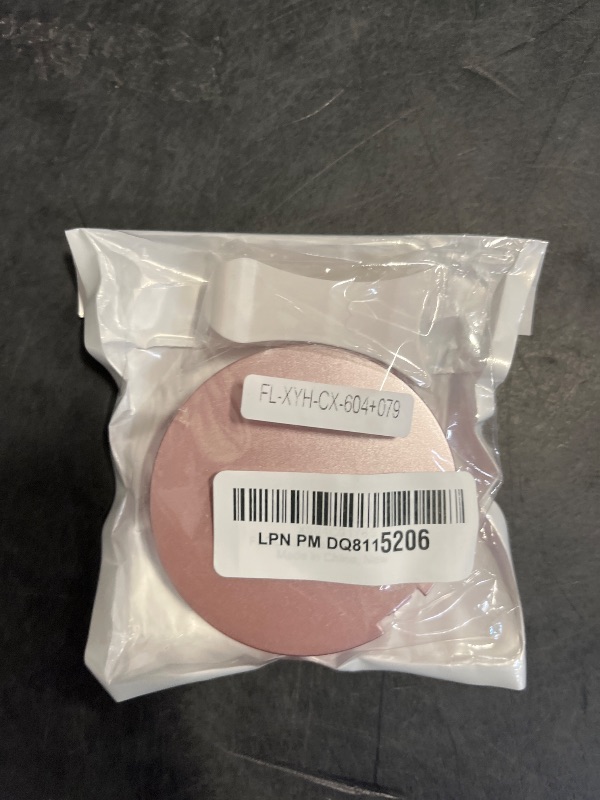 FL-XYH-CX-604+079
LPN PM DQ8115206